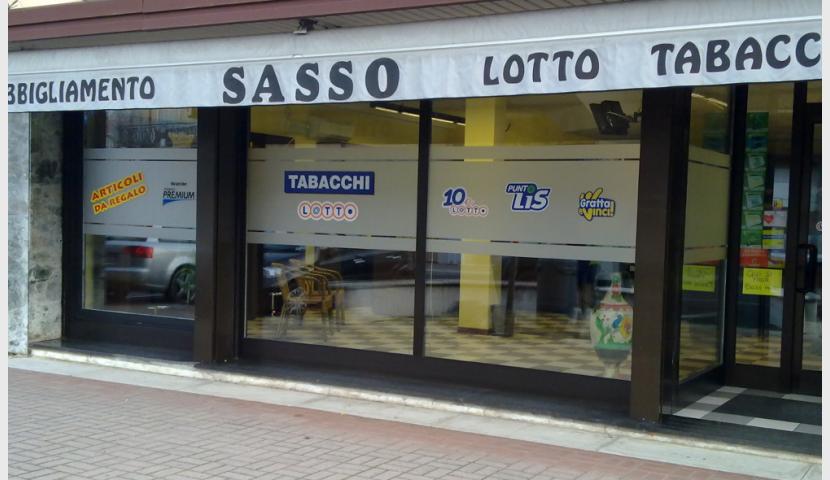 BBIGLIAMENTO SASSO LOTTO TABACC
ARTICOLI
DA REGALO
PREMIUM
TABACCHI
LOTTO
10 e LOTTO
PUNTO
LIS
Gratta e
Vinci!